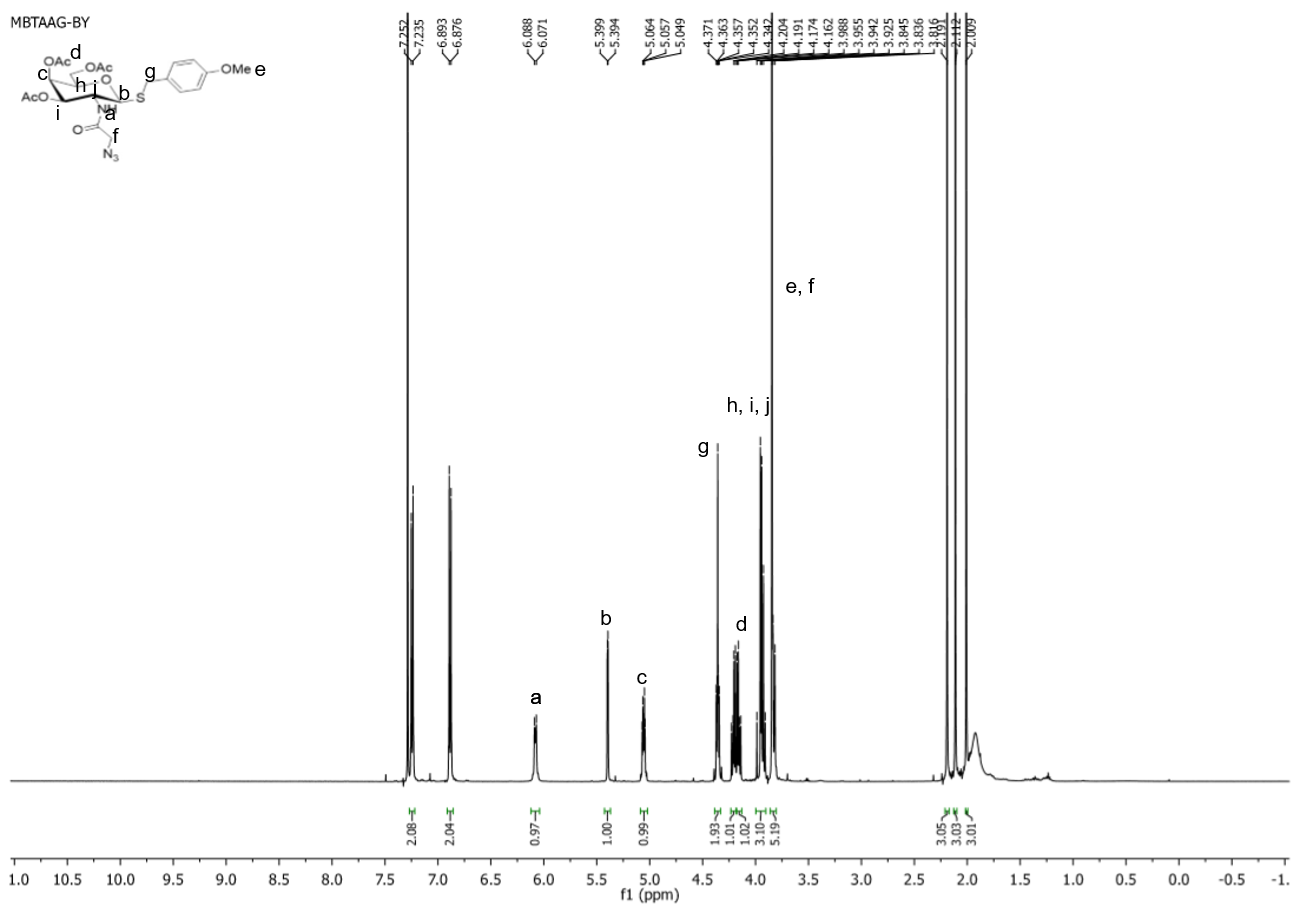 MBTAAG-BY
7.252 7.235 6.893 6.876 6.088 6.071 5.399 5.394 5.064 5.057 5.049 4.371 4.363 4.357 4.352 4.342 4.204 4.191 4.174 4.162 3.988 3.955 3.942 3.925 3.845 3.836 3.816 2.191 2.112 2.009
d
OAc
c OAc g OMe e
h O j
AcO b S
i NH a
O f
N3
e, f
h, i, j
g
b d
c
a
2.08 2.04 0.97 1.00 0.99 1.93 1.01 1.02 3.10 5.19 3.05 3.03 3.01
1.0 10.5 10.0 9.5 9.0 8.5 8.0 7.5 7.0 6.5 6.0 5.5 5.0 4.5 4.0 3.5 3.0 2.5 2.0 1.5 1.0 0.5 0.0 -0.5 -1.
f1 (ppm)